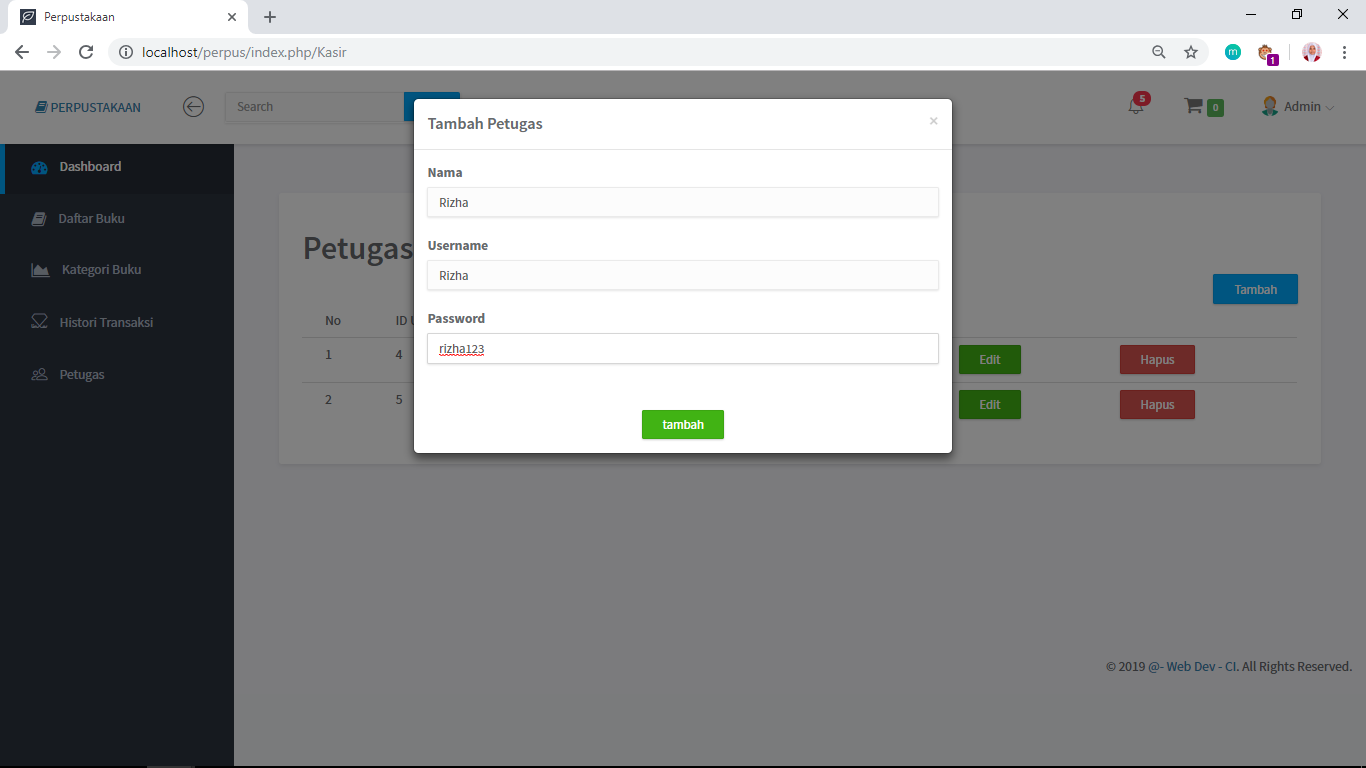 Perpustakaan
localhost/perpus/index.php/Kasir
m
1
PERPUSTAKAAN
Search
5
0
Admin
Dashboard
Daftar Buku
Kategori Buku
Histori Transaksi
Petugas
Petugas
Tambah
No ID
1 4 Edit Hapus
2 5 Edit Hapus
Tambah Petugas ×
Nama
Rizha
Username
Rizha
Password
rizha123
tambah
© 2019 @- Web Dev - CI. All Rights Reserved.